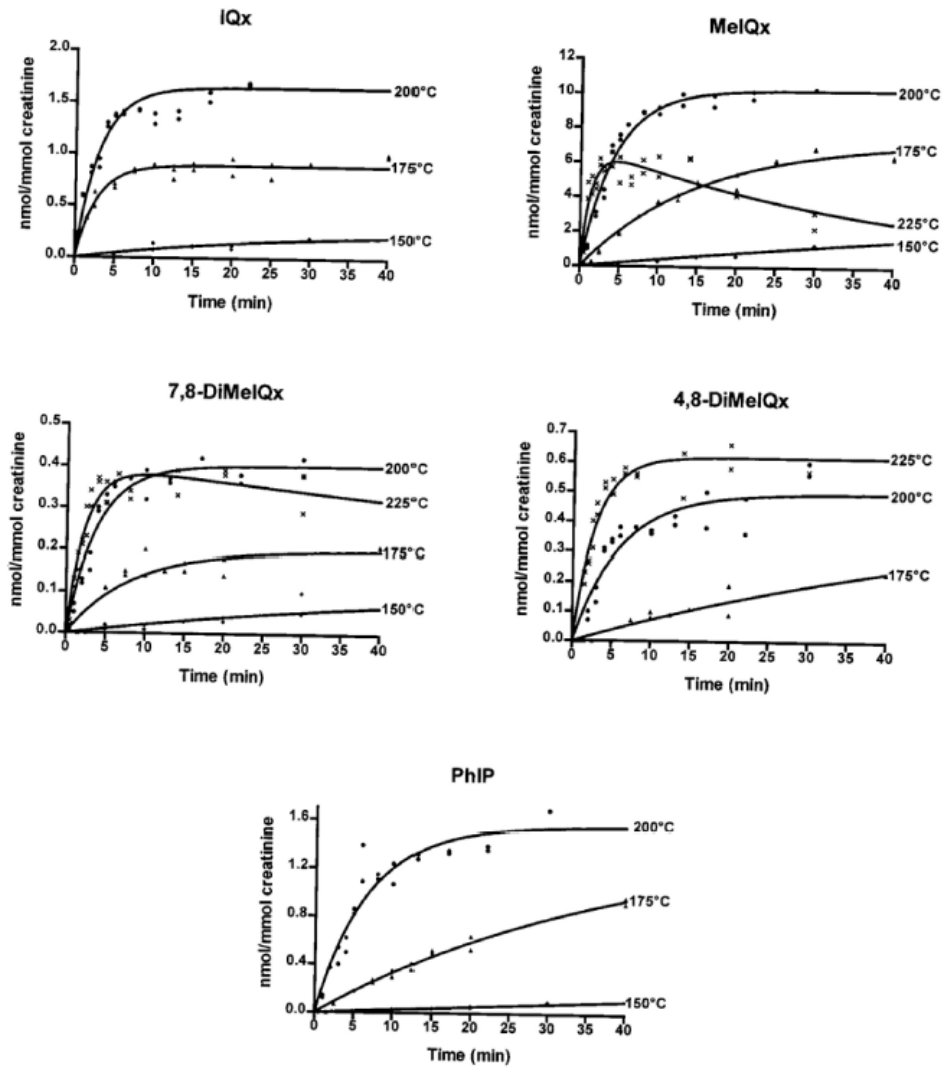 IQx
nmol/mmol creatinine
2.0
1.5
1.0
0.5
0.0
200°C
175°C
150°C
0 5 10 15 20 25 30 35 40
Time (min)
MeIQx
nmol/mmol creatinine
12
10
8
6
4
2
0
200°C
175°C
225°C
150°C
0 5 10 15 20 25 30 35 40
Time (min)
7,8-DiMeIQx
nmol/mmol creatinine
0.5
0.4
0.3
0.2
0.1
0.0
200°C
225°C
175°C
150°C
0 5 10 15 20 25 30 35 40
Time (min)
4,8-DiMeIQx
nmol/mmol creatinine
0.7
0.6
0.5
0.4
0.3
0.2
0.1
0.0
225°C
200°C
175°C
0 5 10 15 20 25 30 35 40
Time (min)
PhIP
nmol/mmol creatinine
1.6
1.2
0.8
0.4
0.0
200°C
175°C
150°C
0 5 10 15 20 25 30 35 40
Time (min)